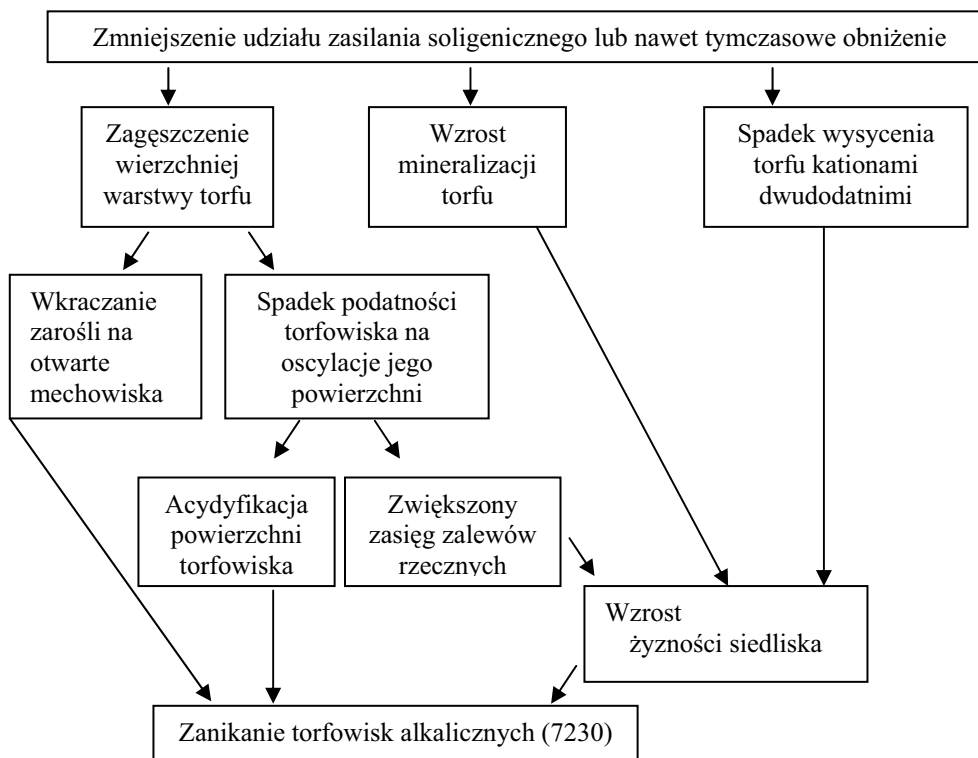 Zmniejszenie udziału zasilania soligenicznego lub nawet tymczasowe obniżenie
Zagęszczenie
wierzchniej
warstwy torfu
Wzrost
mineralizacji
torfu
Spadek wysycenia
torfu kationami
dwudodatnimi
Wkraczanie
zarośli na
otwarte
mechowiska
Spadek podatności
torfowiska na
oscylacje jego
powierzchni
Acydyfikacja
powierzchni
torfowiska
Zwiększony
zasięg zalewów
rzecznych
Wzrost
żyzności siedliska
Zanikanie torfowisk alkalicznych (7230)